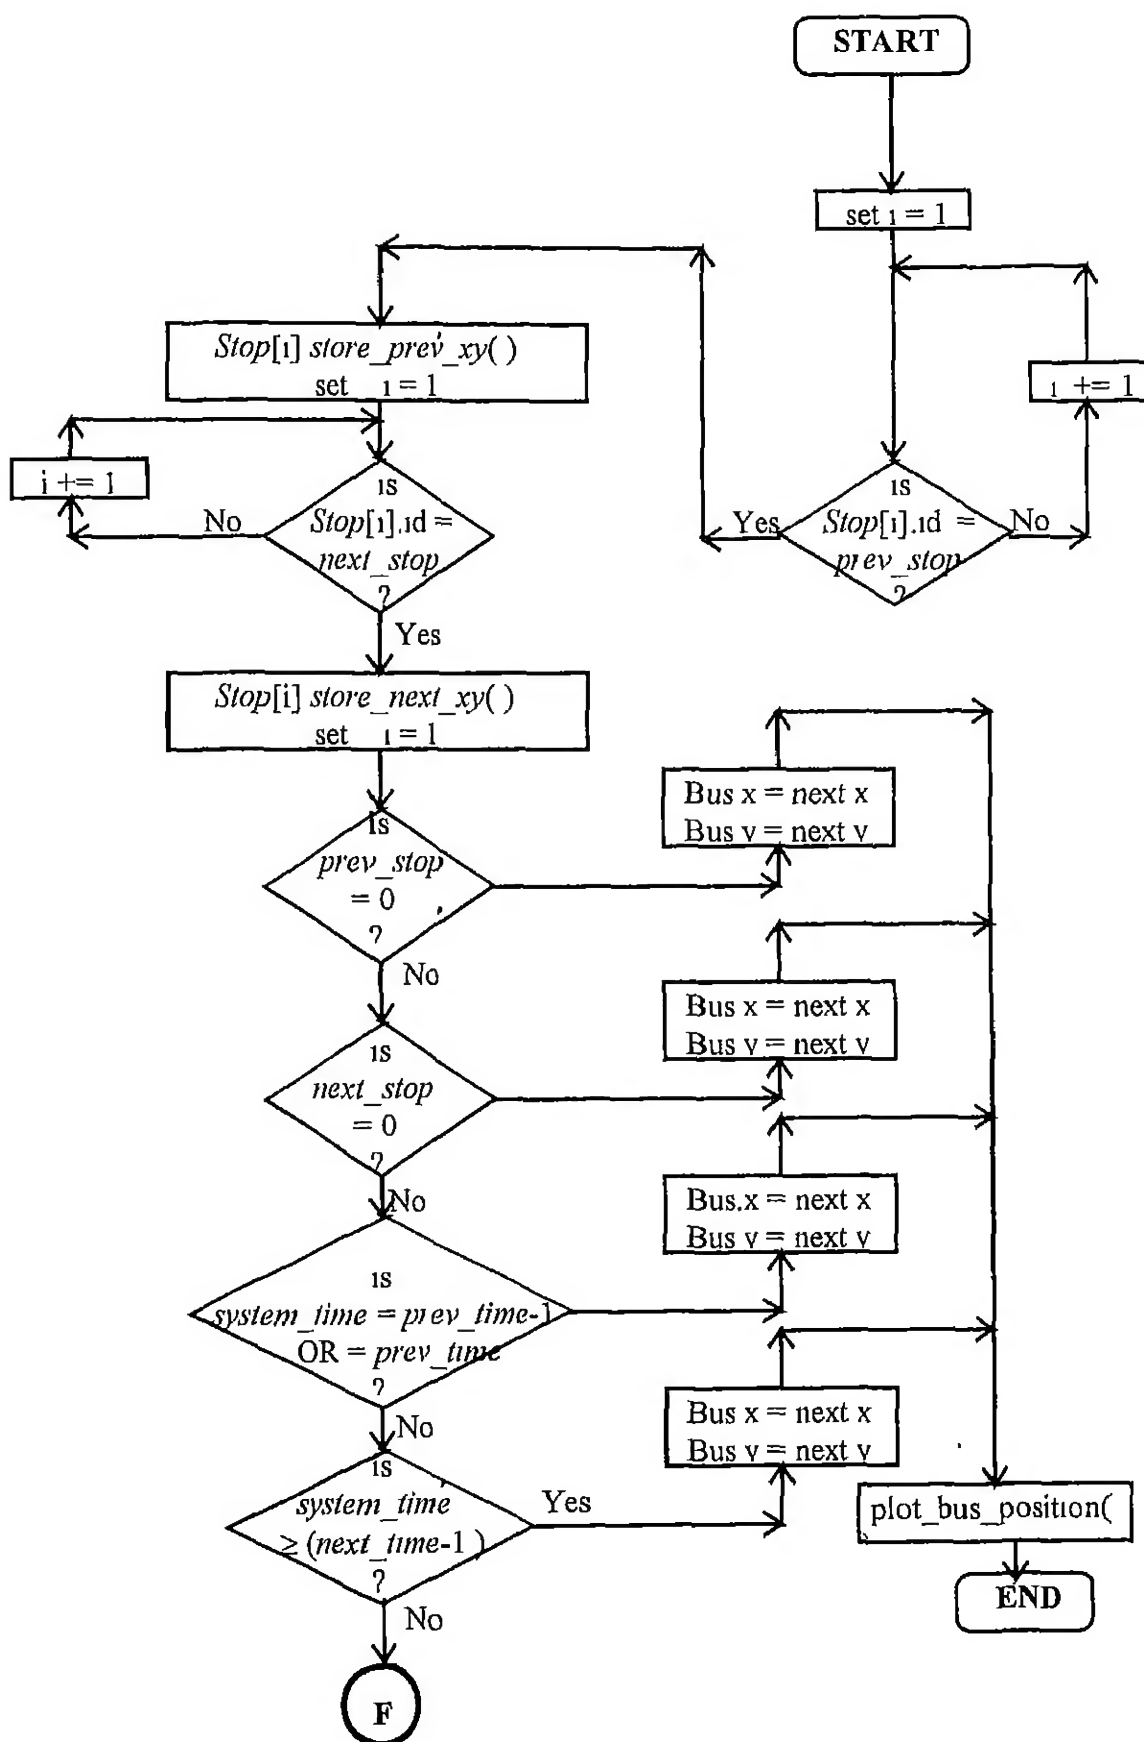 START
set i = 1
i += 1
is
Stop[i].id =
prev_stop
?
Yes
No
Stop[i] store_prev_xy( )
set i = 1
i += 1
is
Stop[i].id =
next_stop
?
No
Yes
Stop[i] store_next_xy( )
set i = 1
is
prev_stop
= 0
?
No
Bus x = next x
Bus y = next y
is
next_stop
= 0
?
No
Bus x = next x
Bus y = next y
is
system_time = prev_time-1
OR = prev_time
?
No
Bus.x = next x
Bus y = next y
is
system_time
≥ (next_time-1 )
?
Yes
No
Bus x = next x
Bus y = next y
plot_bus_position(
END
F